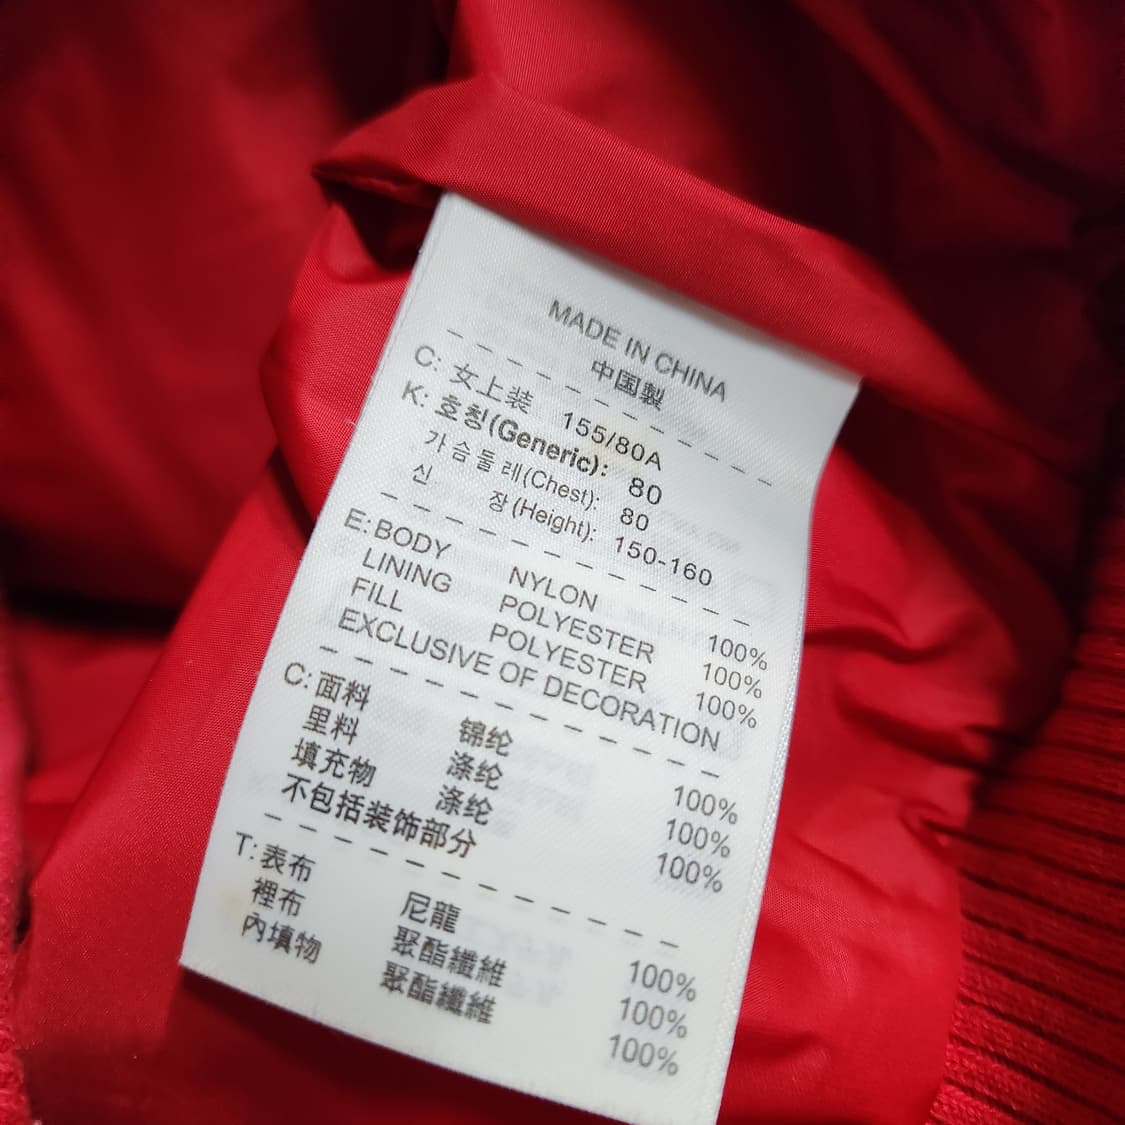 MADE IN CHINA
中国製
C: 女上装 155/80A
K: 호칭(Generic): 80
가슴둘레(Chest): 80
신 장(Height): 150-160
E: BODY NYLON 100%
LINING POLYESTER 100%
FILL POLYESTER 100%
EXCLUSIVE OF DECORATION
C: 面料 锦纶 100%
里料 涤纶 100%
填充物 涤纶 100%
不包括装饰部分
T: 表布 尼龍 100%
裡布 聚酯纖維 100%
內填物 聚酯纖維 100%